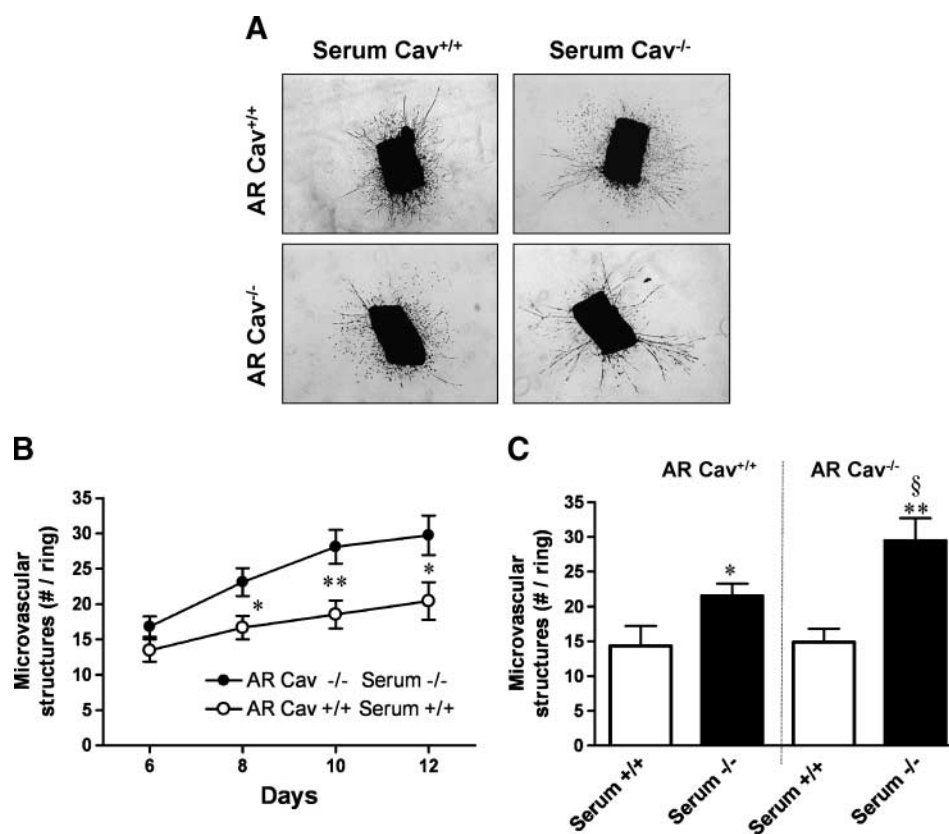 A
Serum Cav+/+
Serum Cav-/-
AR Cav+/+
AR Cav-/-
B
Microvascular
structures (# / ring)
35
30
25
20
15
10
5
0
*
**
*
AR Cav -/- Serum -/-
AR Cav +/+ Serum +/+
6
8
10
12
Days
C
AR Cav+/+
AR Cav-/-
Microvascular
structures (# / ring)
35
30
25
20
15
10
5
0
*
§
**
Serum +/+
Serum -/-
Serum +/+
Serum -/-